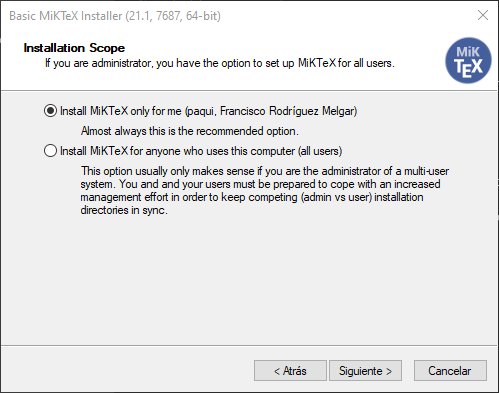 Basic MiKTeX Installer (21.1, 7687, 64-bit)
Installation Scope
If you are administrator, you have the option to set up MiKTeX for all users.
MiK
TEX
Install MiKTeX only for me (paqui, Francisco Rodríguez Melgar)
Almost always this is the recommended option.
Install MiKTeX for anyone who uses this computer (all users)
This option usually only makes sense if you are the administrator of a multi-user
system. You and and your users must be prepared to cope with an increased
management effort in order to keep competing (admin vs user) installation
directories in sync.
< Atrás
Siguiente >
Cancelar